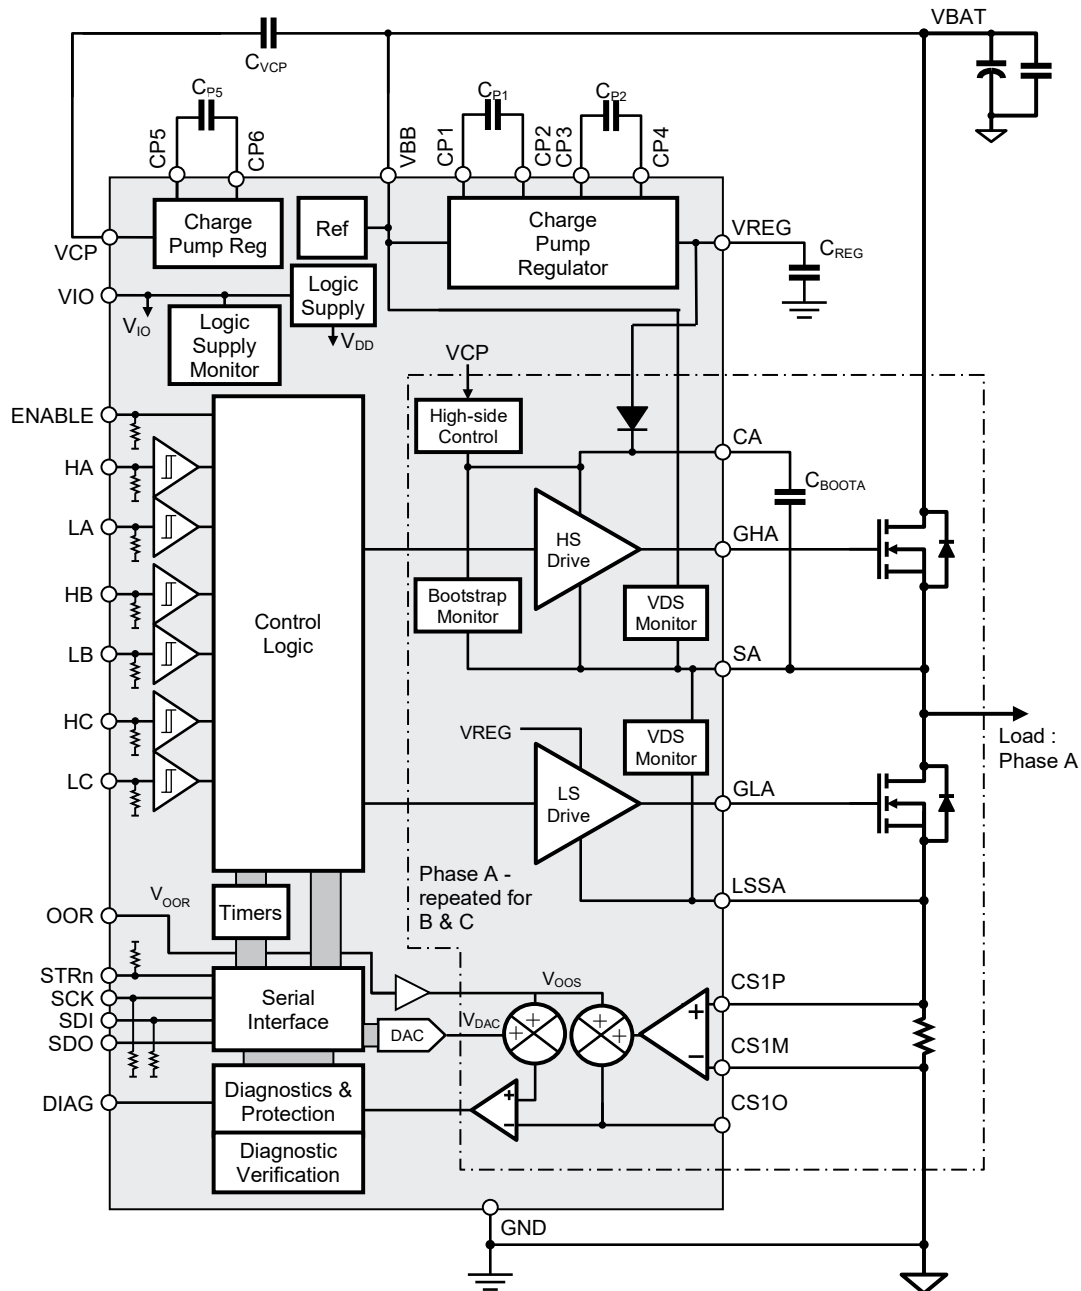 VBAT
CVCP
CP5
CP1
CP2
CP5
CP6
VBB
CP1
CP2
CP3
CP4
Charge
Pump Reg
Ref
Charge
Pump
Regulator
VREG
CREG
VCP
VIO
VIO
Logic
Supply
Logic
Supply
Monitor
VDD
VCP
ENABLE
High-side
Control
CA
HA
CBOOTA
LA
HS
Drive
GHA
HB
Bootstrap
Monitor
VDS
Monitor
Control
Logic
LB
SA
HC
VREG
VDS
Monitor
Load :
Phase A
LC
LS
Drive
GLA
Phase A -
repeated for
B & C
LSSA
VOOR
OOR
Timers
STRn
SCK
SDI
SDO
Serial
Interface
VOOS
CS1P
+
VDAC
DAC
+
+
+
+
CS1M
−
DIAG
Diagnostics &
Protection
+
−
CS1O
Diagnostic
Verification
GND